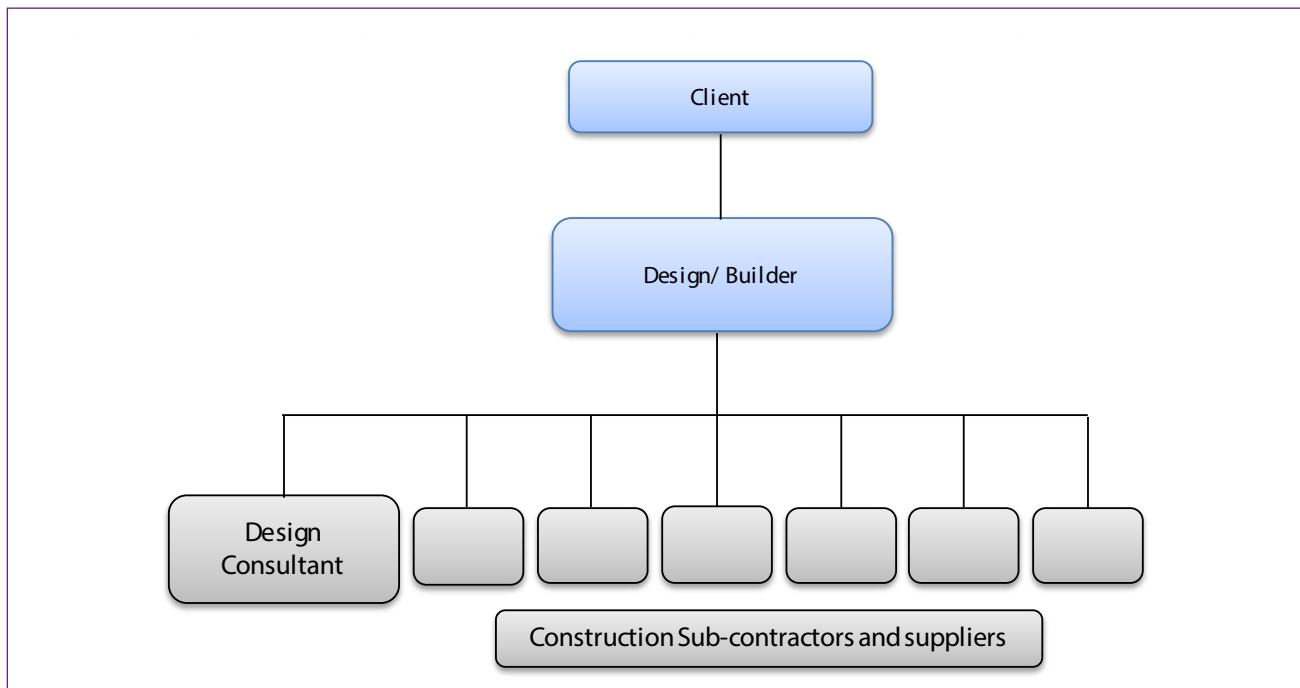 Client
Design/ Builder
Design
Consultant
Construction Sub-contractors and suppliers